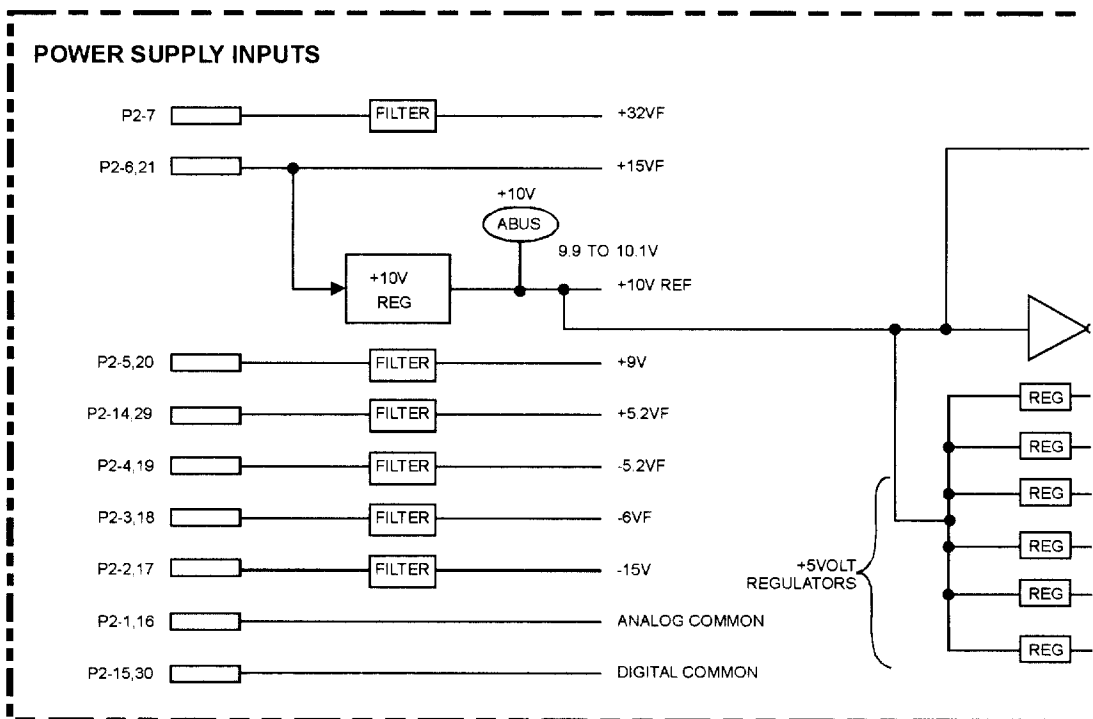 POWER SUPPLY INPUTS
P2-7
FILTER
+32VF
P2-6,21
+15VF
+10V
ABUS
9.9 TO 10.1V
+10V
REG
+10V REF
P2-5,20
FILTER
+9V
P2-14,29
FILTER
+5.2VF
P2-4,19
FILTER
-5.2VF
P2-3,18
FILTER
-6VF
P2-2,17
FILTER
-15V
P2-1,16
ANALOG COMMON
P2-15,30
DIGITAL COMMON
+5VOLT
REGULATORS
REG
REG
REG
REG
REG
REG